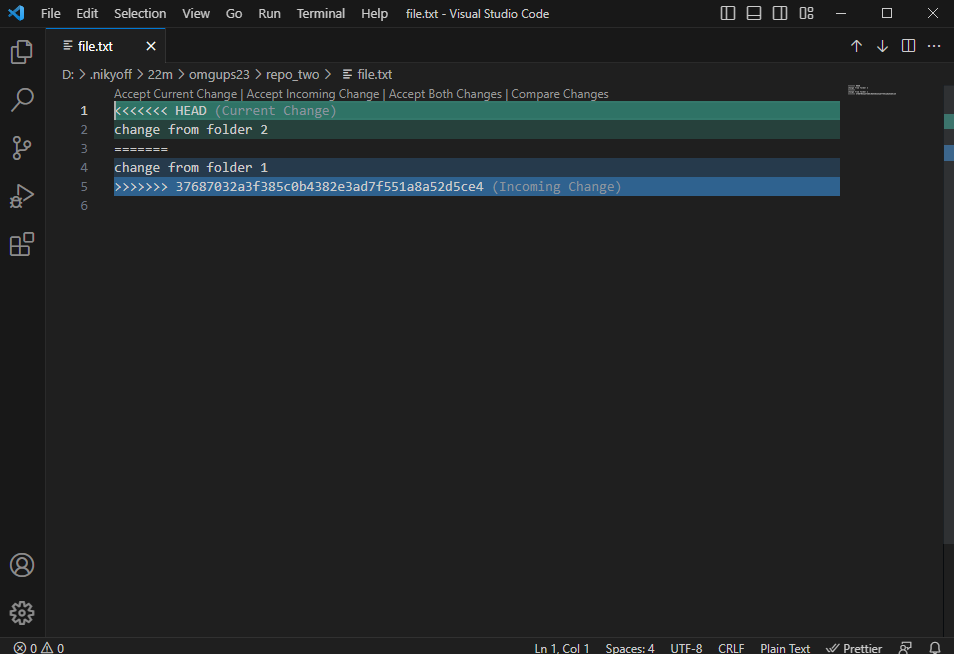 File Edit Selection View Go Run Terminal Help file.txt - Visual Studio Code
file.txt
D: > .nikyoff > 22m > omgups23 > repo_two > file.txt
Accept Current Change | Accept Incoming Change | Accept Both Changes | Compare Changes
1 <<<<<<< HEAD (Current Change)
2 change from folder 2
3 =======
4 change from folder 1
5 >>>>>>> 37687032a3f385c0b4382e3ad7f551a8a52d5ce4 (Incoming Change)
6
0 0 Ln 1, Col 1 Spaces: 4 UTF-8 CRLF Plain Text Prettier